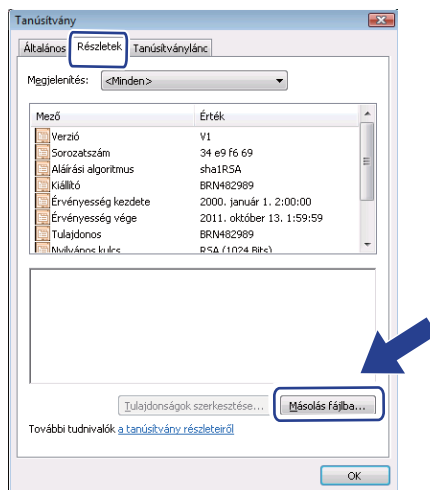 Tanúsítvány
Általános Részletek Tanúsítványlánc
Megjelenítés: <Minden>
Mező Érték
Verzió V1
Sorozatszám 34 e9 f6 69
Aláírási algoritmus sha1RSA
Kiállító BRN482989
Érvényesség kezdete 2000. január 1. 2:00:00
Érvényesség vége 2011. október 13. 1:59:59
Tulajdonos BRN482989
Nyilvános kulcs RSA (1024 Bits)
Tulajdonságok szerkesztése... Másolás fájlba...
További tudnivalók a tanúsítvány részleteiről
OK